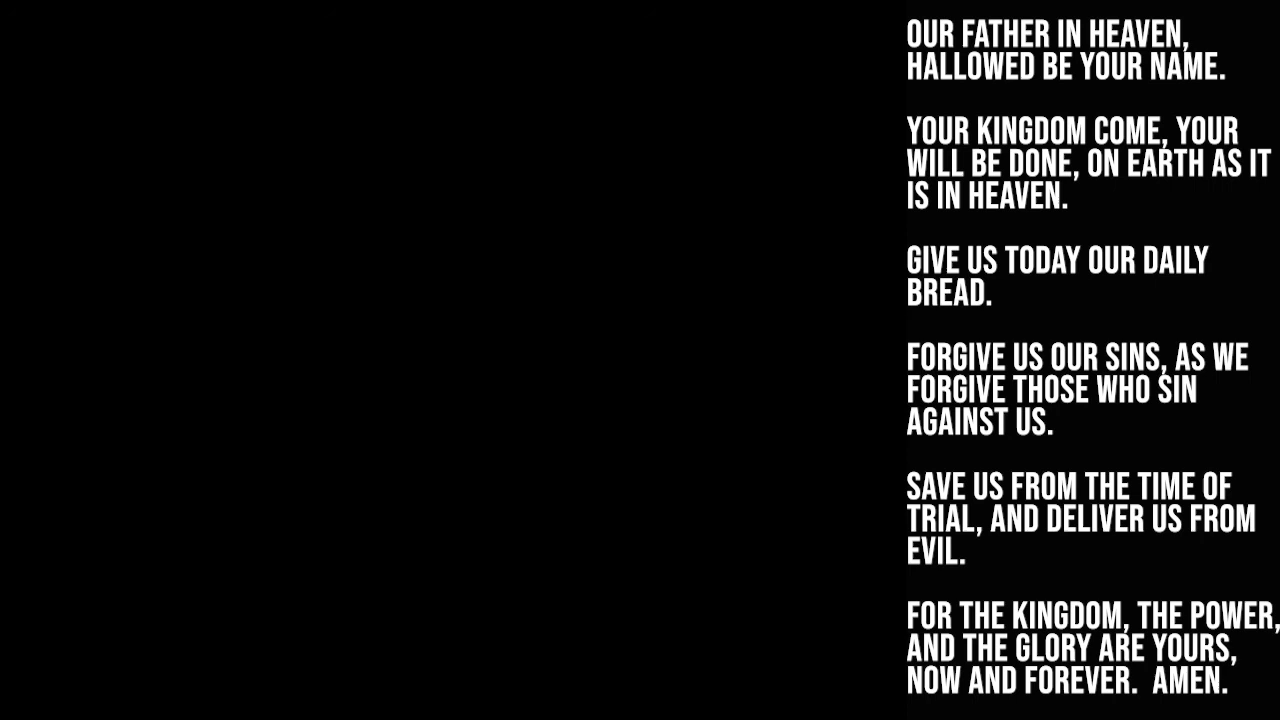 OUR FATHER IN HEAVEN,
HALLOWED BE YOUR NAME.
YOUR KINGDOM COME, YOUR
WILL BE DONE, ON EARTH AS IT
IS IN HEAVEN.
GIVE US TODAY OUR DAILY
BREAD.
FORGIVE US OUR SINS, AS WE
FORGIVE THOSE WHO SIN
AGAINST US.
SAVE US FROM THE TIME OF
TRIAL, AND DELIVER US FROM
EVIL.
FOR THE KINGDOM, THE POWER,
AND THE GLORY ARE YOURS,
NOW AND FOREVER.  AMEN.